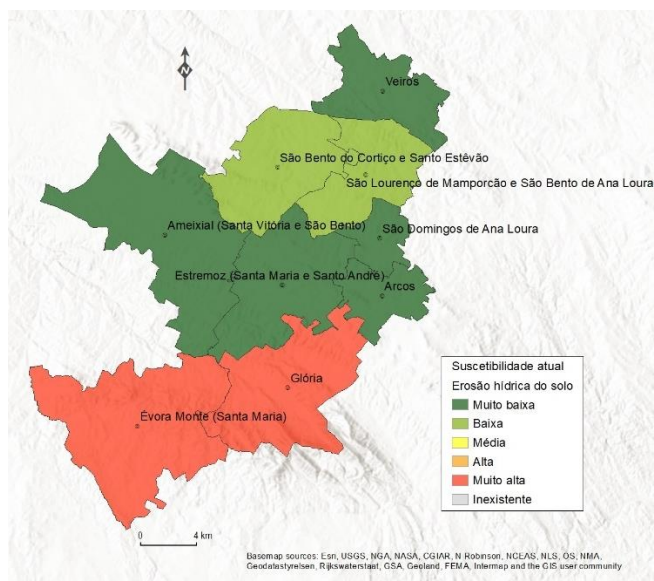 N
Veiros
São Bento do Cortiço e Santo Estêvão
São Lourenço de Mamporcão e São Bento de Ana Loura
Ameixial (Santa Vitória e São Bento)
São Domingos de Ana Loura
Estremoz (Santa Maria e Santo André)
Arcos
Glória
Évora Monte (Santa Maria)
Suscetibilidade atual
Erosão hídrica do solo
Muito baixa
Baixa
Média
Alta
Muito alta
Inexistente
0 4 km
Basemap sources: Esri, USGS, NGA, NASA, CGIAR, N Robinson, NCEAS, NLS, OS, NMA,
Geodatastyrelsen, Rijkswaterstaat, GSA, Geoland, FEMA, Intermap and the GIS user community